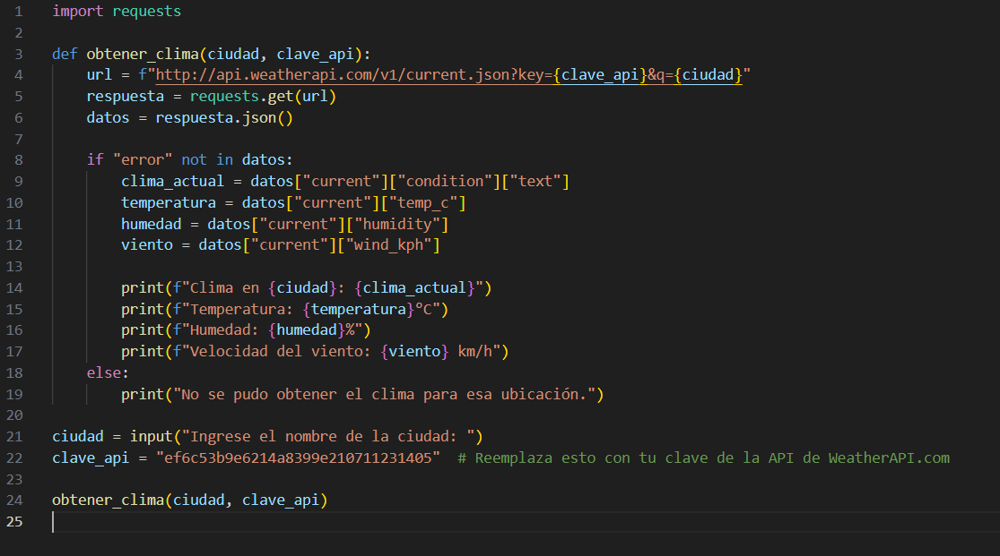 1 import requests
2
3 def obtener_clima(ciudad, clave_api):
4     url = f"http://api.weatherapi.com/v1/current.json?key={clave_api}&q={ciudad}"
5     respuesta = requests.get(url)
6     datos = respuesta.json()
7
8     if "error" not in datos:
9         clima_actual = datos["current"]["condition"]["text"]
10         temperatura = datos["current"]["temp_c"]
11         humedad = datos["current"]["humidity"]
12         viento = datos["current"]["wind_kph"]
13
14         print(f"Clima en {ciudad}: {clima_actual}")
15         print(f"Temperatura: {temperatura}°C")
16         print(f"Humedad: {humedad}%")
17         print(f"Velocidad del viento: {viento} km/h")
18     else:
19         print("No se pudo obtener el clima para esa ubicación.")
20
21 ciudad = input("Ingrese el nombre de la ciudad: ")
22 clave_api = "ef6c53b9e6214a8399e210711231405"  # Reemplaza esto con tu clave de la API de WeatherAPI.com
23
24 obtener_clima(ciudad, clave_api)
25